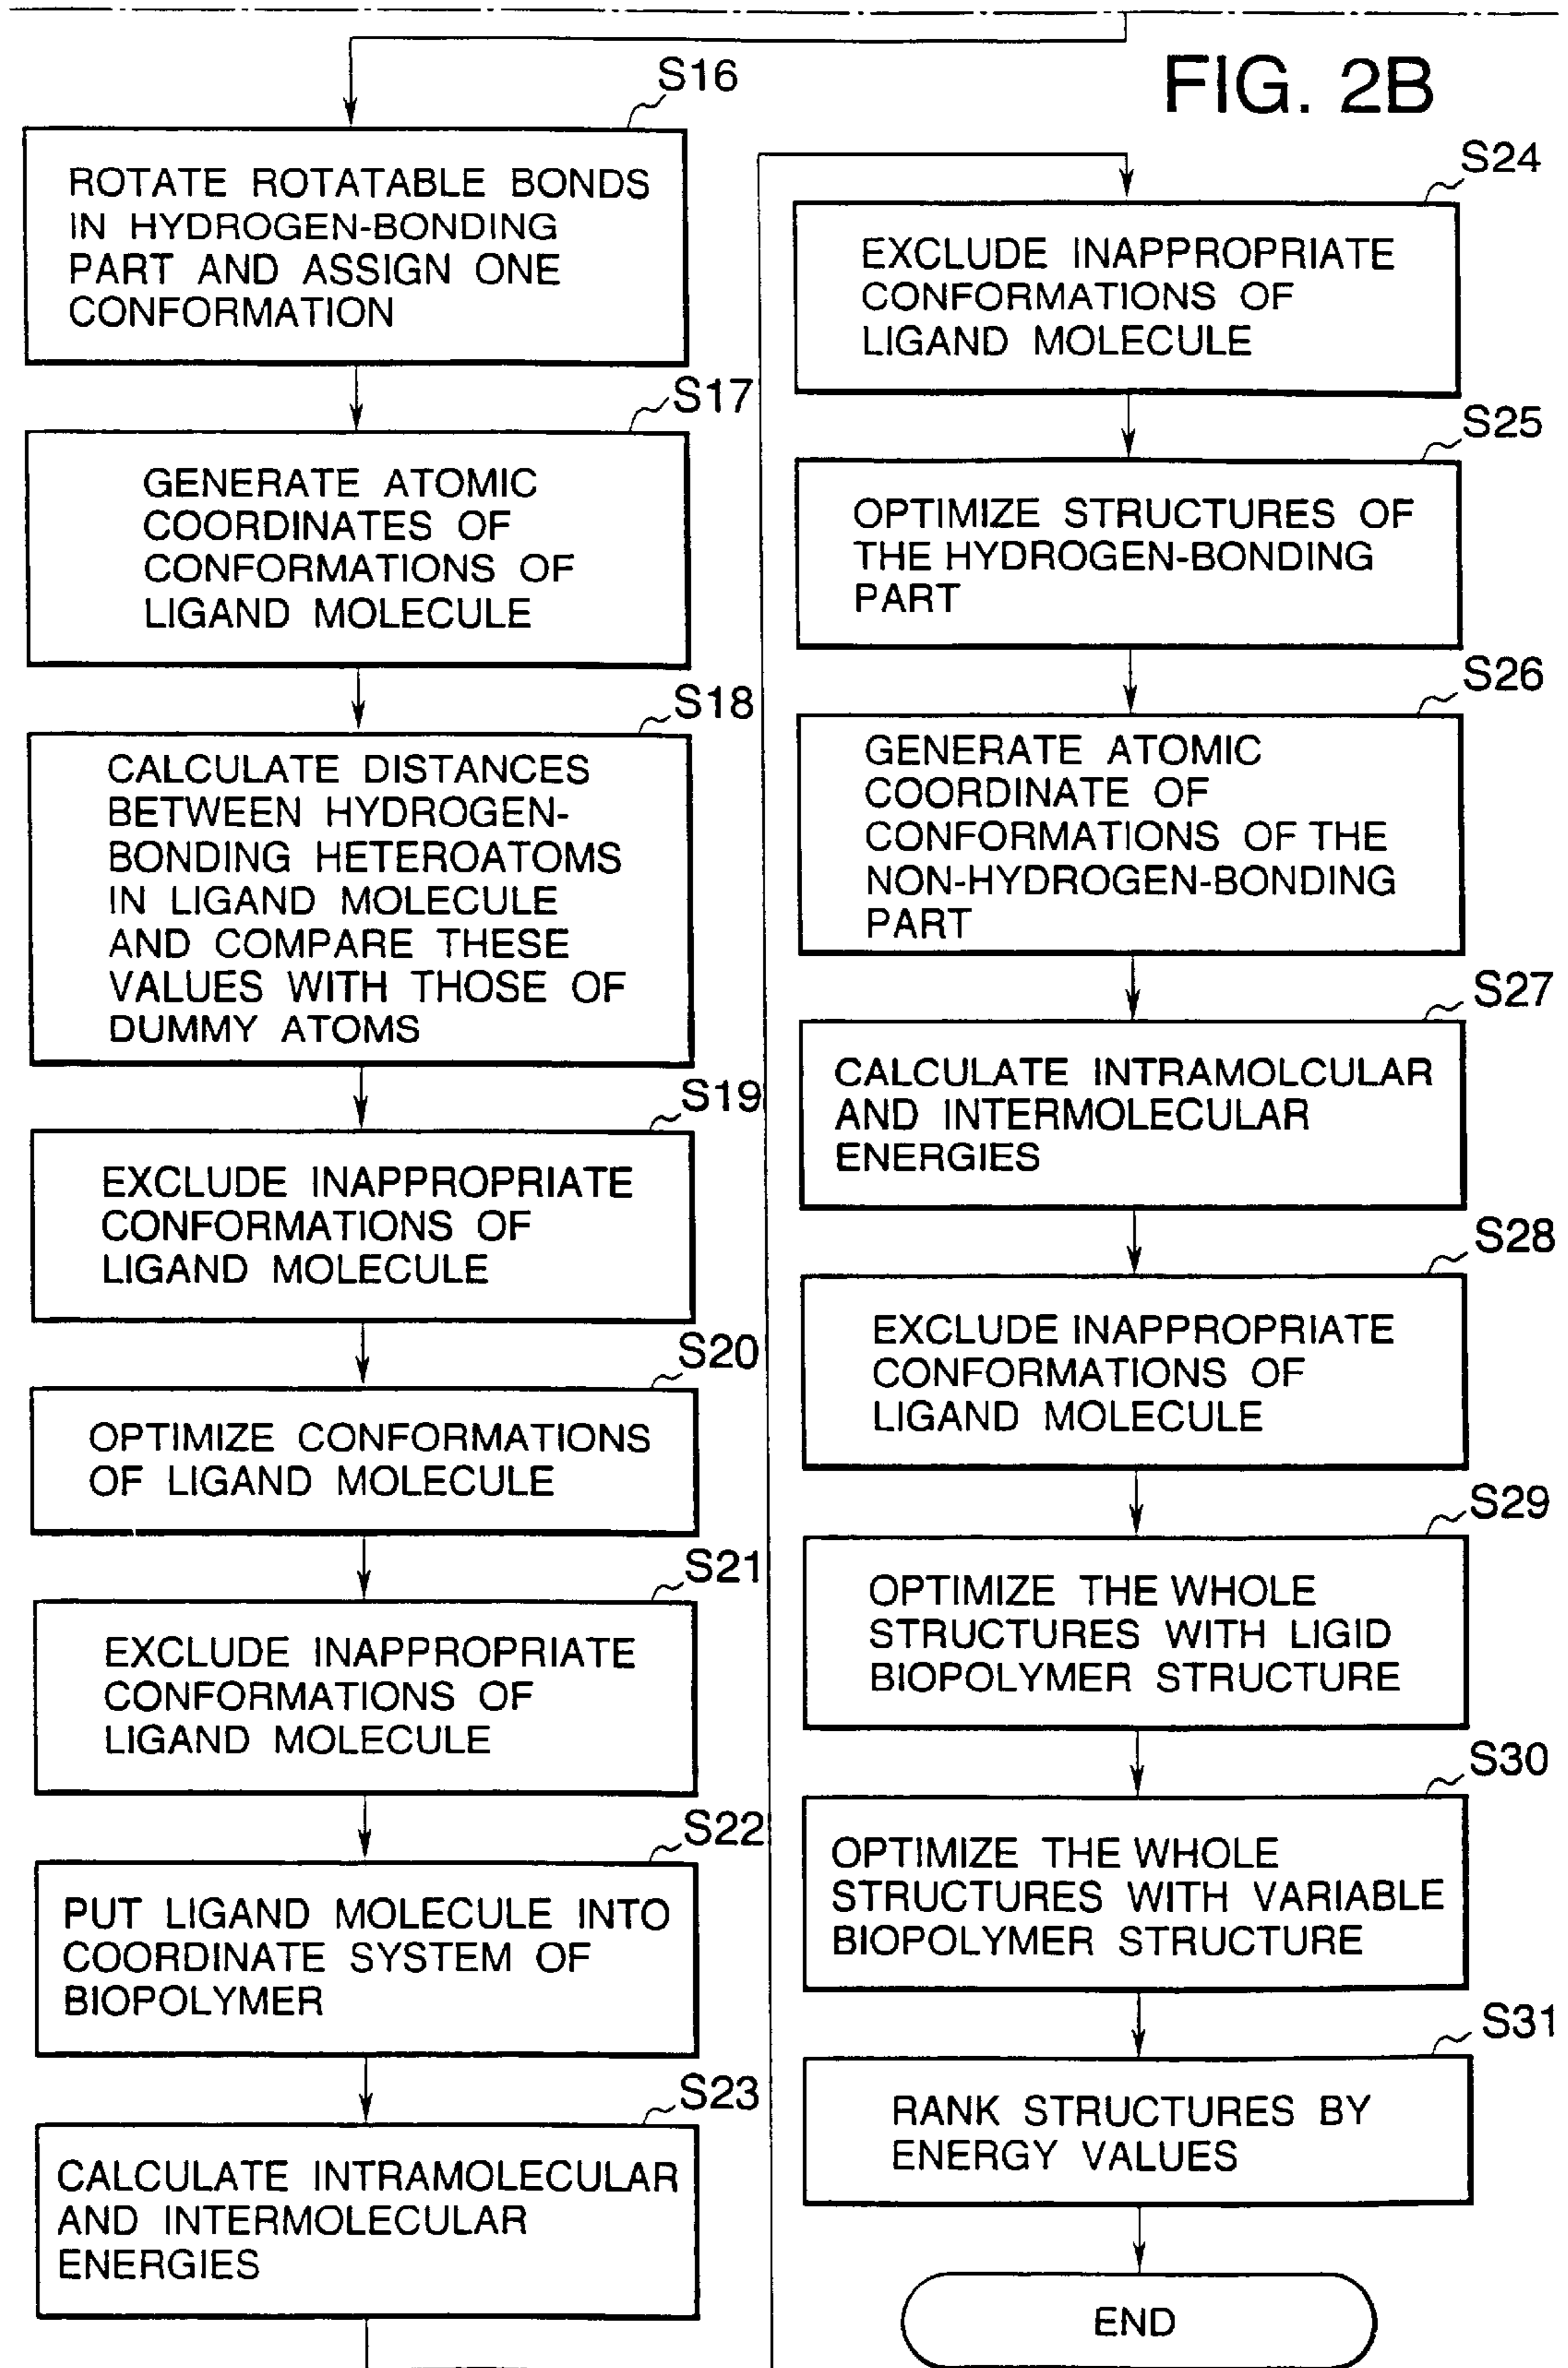 FIG. 2B
S16
ROTATE ROTATABLE BONDS
IN HYDROGEN-BONDING
PART AND ASSIGN ONE
CONFORMATION
S17
GENERATE ATOMIC
COORDINATES OF
CONFORMATIONS OF
LIGAND MOLECULE
S18
CALCULATE DISTANCES
BETWEEN HYDROGEN-
BONDING HETEROATOMS
IN LIGAND MOLECULE
AND COMPARE THESE
VALUES WITH THOSE OF
DUMMY ATOMS
S19
EXCLUDE INAPPROPRIATE
CONFORMATIONS OF
LIGAND MOLECULE
S20
OPTIMIZE CONFORMATIONS
OF LIGAND MOLECULE
S21
EXCLUDE INAPPROPRIATE
CONFORMATIONS OF
LIGAND MOLECULE
S22
PUT LIGAND MOLECULE INTO
COORDINATE SYSTEM OF
BIOPOLYMER
S23
CALCULATE INTRAMOLECULAR
AND INTERMOLECULAR
ENERGIES
S24
EXCLUDE INAPPROPRIATE
CONFORMATIONS OF
LIGAND MOLECULE
S25
OPTIMIZE STRUCTURES OF
THE HYDROGEN-BONDING
PART
S26
GENERATE ATOMIC
COORDINATE OF
CONFORMATIONS OF THE
NON-HYDROGEN-BONDING
PART
S27
CALCULATE INTRAMOLCULAR
AND INTERMOLECULAR
ENERGIES
S28
EXCLUDE INAPPROPRIATE
CONFORMATIONS OF
LIGAND MOLECULE
S29
OPTIMIZE THE WHOLE
STRUCTURES WITH LIGID
BIOPOLYMER STRUCTURE
S30
OPTIMIZE THE WHOLE
STRUCTURES WITH VARIABLE
BIOPOLYMER STRUCTURE
S31
RANK STRUCTURES BY
ENERGY VALUES
END